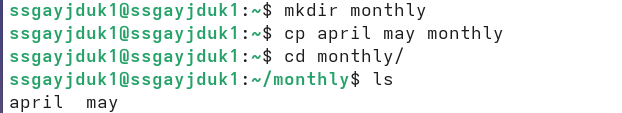 ssgayjduk1@ssgayjduk1:~$ mkdir monthly
ssgayjduk1@ssgayjduk1:~$ cp april may monthly
ssgayjduk1@ssgayjduk1:~$ cd monthly/
ssgayjduk1@ssgayjduk1:~/monthly$ ls
april  may